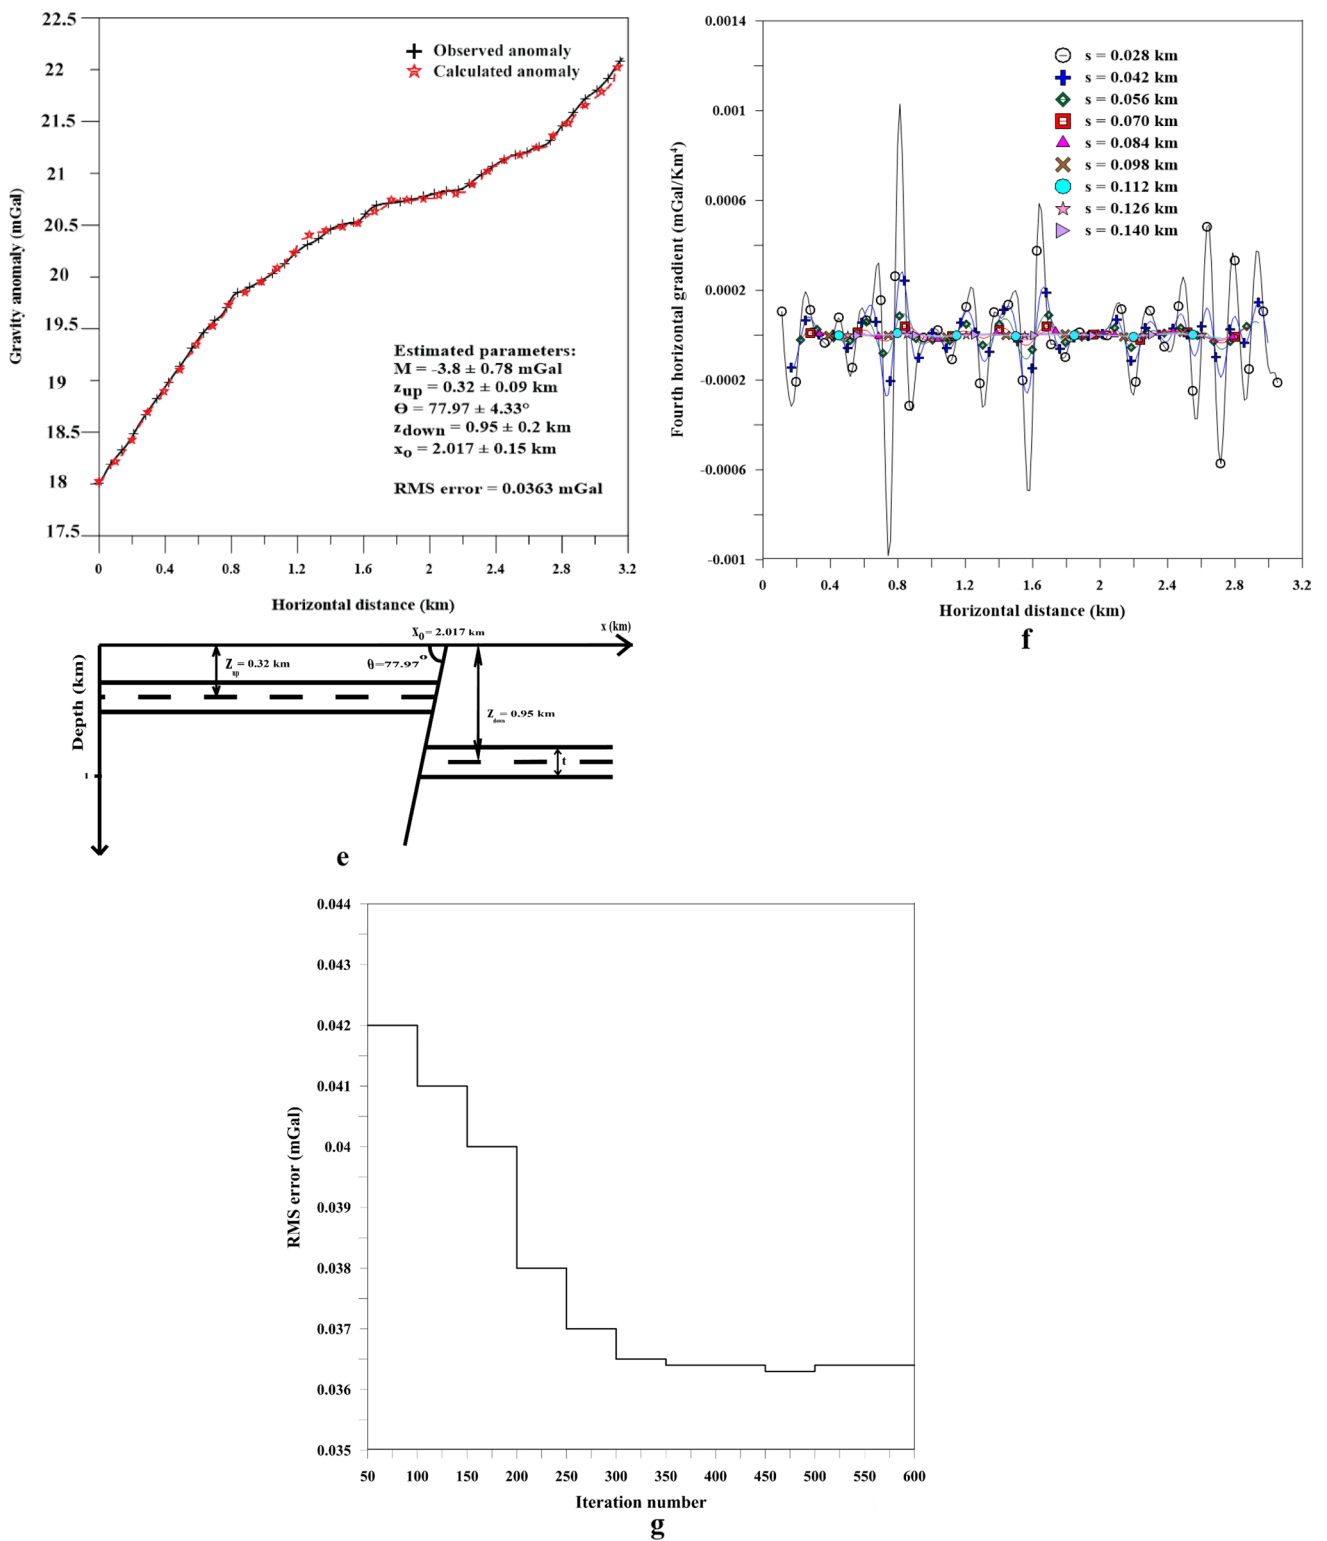 22.5
22
21.5
21
20.5
20
19.5
19
18.5
18
17.5
Gravity anomaly (mGal)
Observed anomaly
Calculated anomaly
Estimated parameters:
M = -3.8 ± 0.78 mGal
zup = 0.32 ± 0.09 km
Θ = 77.97 ± 4.33°
zdown = 0.95 ± 0.2 km
xo = 2.017 ± 0.15 km
RMS error = 0.0363 mGal
0 0.4 0.8 1.2 1.6 2 2.4 2.8 3.2
Horizontal distance (km)
X0 = 2.017 km
x (km)
Depth (km)
1
Zup = 0.32 km
θ=77.97°
Zdown = 0.95 km
t
e
0.0014
0.001
0.0006
0.0002
-0.0002
-0.0006
-0.001
Fourth horizontal gradient (mGal/Km⁴)
s = 0.028 km
s = 0.042 km
s = 0.056 km
s = 0.070 km
s = 0.084 km
s = 0.098 km
s = 0.112 km
s = 0.126 km
s = 0.140 km
0 0.4 0.8 1.2 1.6 2 2.4 2.8 3.2
Horizontal distance (km)
f
0.044
0.043
0.042
0.041
0.04
0.039
0.038
0.037
0.036
0.035
RMS error (mGal)
50 100 150 200 250 300 350 400 450 500 550 600
Iteration number
g